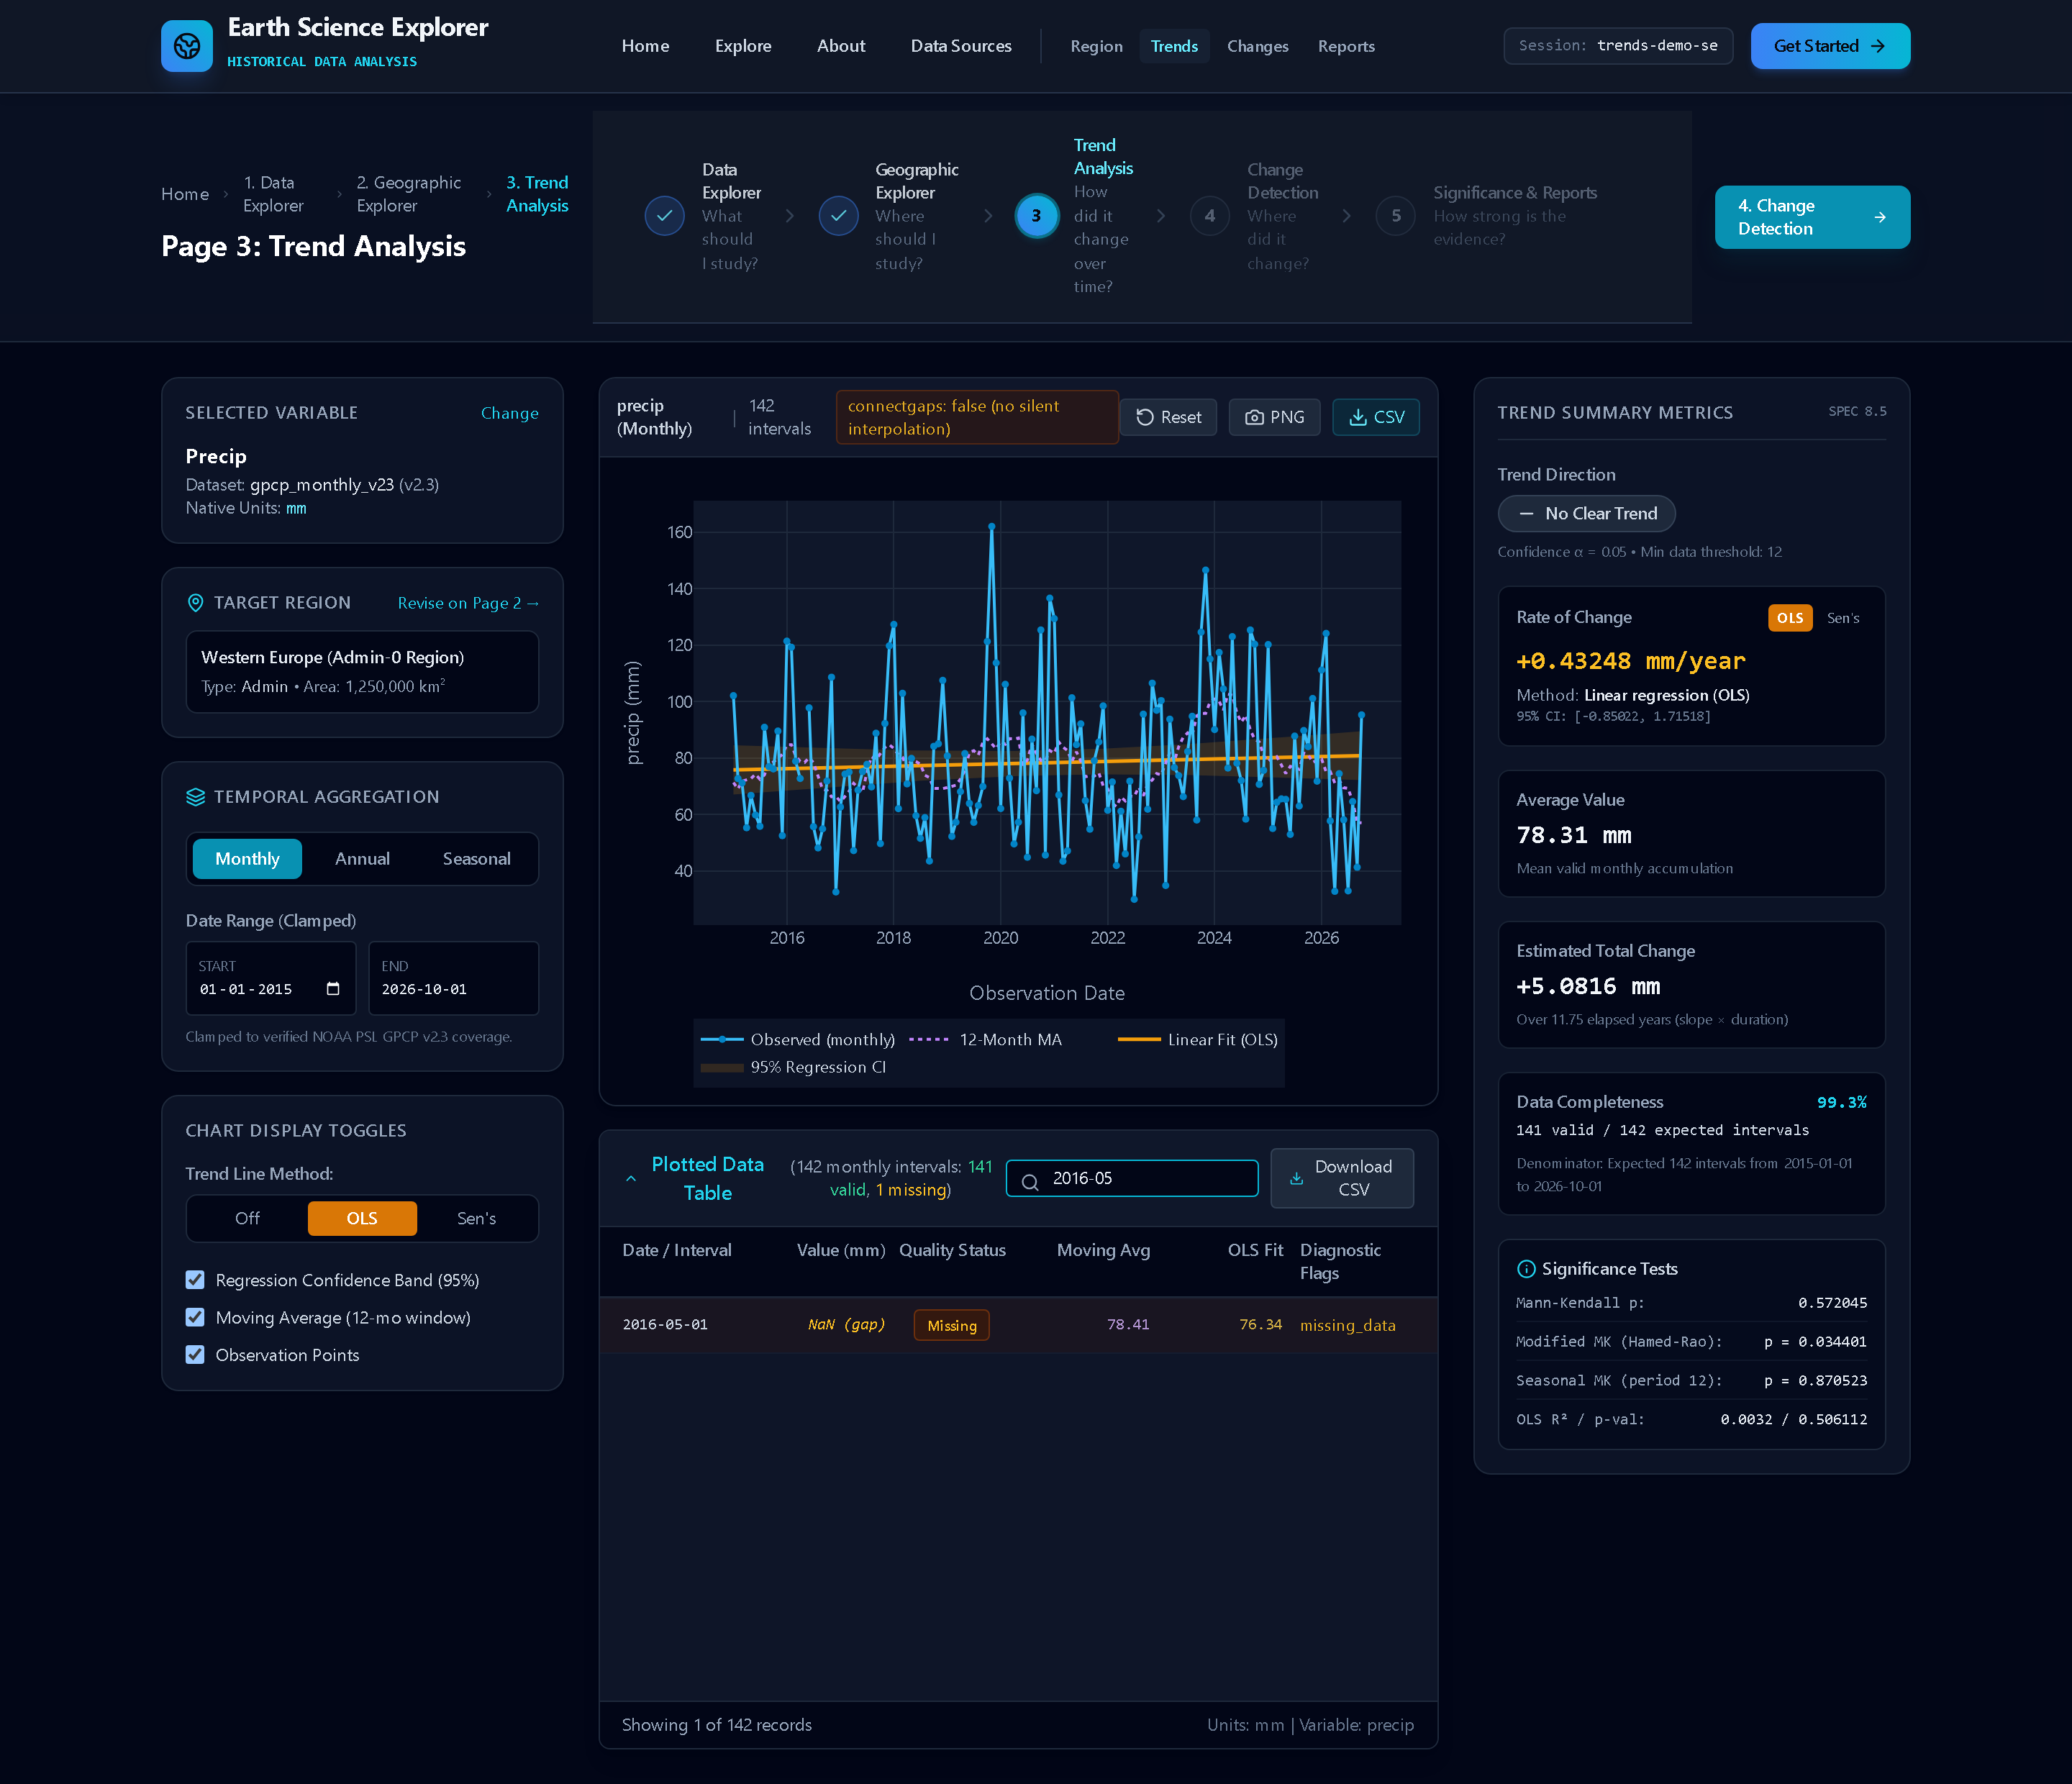 Earth Science Explorer
HISTORICAL DATA ANALYSIS
Home
Explore
About
Data Sources
Region
Trends
Changes
Reports
Session: trends-demo-se
Get Started
Home
1. Data
Explorer
2. Geographic
Explorer
3. Trend
Analysis
Page 3: Trend Analysis
Data
Explorer
What
should
I study?
Geographic
Explorer
Where
should I
study?
3
Trend
Analysis
How
did it
change
over
time?
4
Change
Detection
Where
did it
change?
5
Significance & Reports
How strong is the
evidence?
4. Change
Detection
SELECTED VARIABLE
Change
Precip
Dataset: gpcp_monthly_v23 (v2.3)
Native Units: mm
TARGET REGION
Revise on Page 2 →
Western Europe (Admin-0 Region)
Type: Admin • Area: 1,250,000 km²
TEMPORAL AGGREGATION
Monthly
Annual
Seasonal
Date Range (Clamped)
START
01-01-2015
END
2026-10-01
Clamped to verified NOAA PSL GPCP v2.3 coverage.
CHART DISPLAY TOGGLES
Trend Line Method:
Off
OLS
Sen's
Regression Confidence Band (95%)
Moving Average (12-mo window)
Observation Points
precip
(Monthly)
|
142
intervals
connectgaps: false (no silent
interpolation)
Reset
PNG
CSV
160
140
120
100
80
60
40
precip (mm)
2016
2018
2020
2022
2024
2026
Observation Date
Observed (monthly)
12-Month MA
Linear Fit (OLS)
95% Regression CI
Plotted Data
Table
(142 monthly intervals: 141
valid, 1 missing)
2016-05
Download
CSV
Date / Interval
Value (mm)
Quality Status
Moving Avg
OLS Fit
Diagnostic
Flags
2016-05-01
NaN (gap)
Missing
78.41
76.34
missing_data
Showing 1 of 142 records
Units: mm | Variable: precip
TREND SUMMARY METRICS
SPEC 8.5
Trend Direction
No Clear Trend
Confidence α = 0.05 • Min data threshold: 12
Rate of Change
OLS
Sen's
+0.43248 mm/year
Method: Linear regression (OLS)
95% CI: [-0.85022, 1.71518]
Average Value
78.31 mm
Mean valid monthly accumulation
Estimated Total Change
+5.0816 mm
Over 11.75 elapsed years (slope × duration)
Data Completeness
99.3%
141 valid / 142 expected intervals
Denominator: Expected 142 intervals from 2015-01-01
to 2026-10-01
Significance Tests
Mann-Kendall p:
0.572045
Modified MK (Hamed-Rao):
p = 0.034401
Seasonal MK (period 12):
p = 0.870523
OLS R² / p-val:
0.0032 / 0.506112